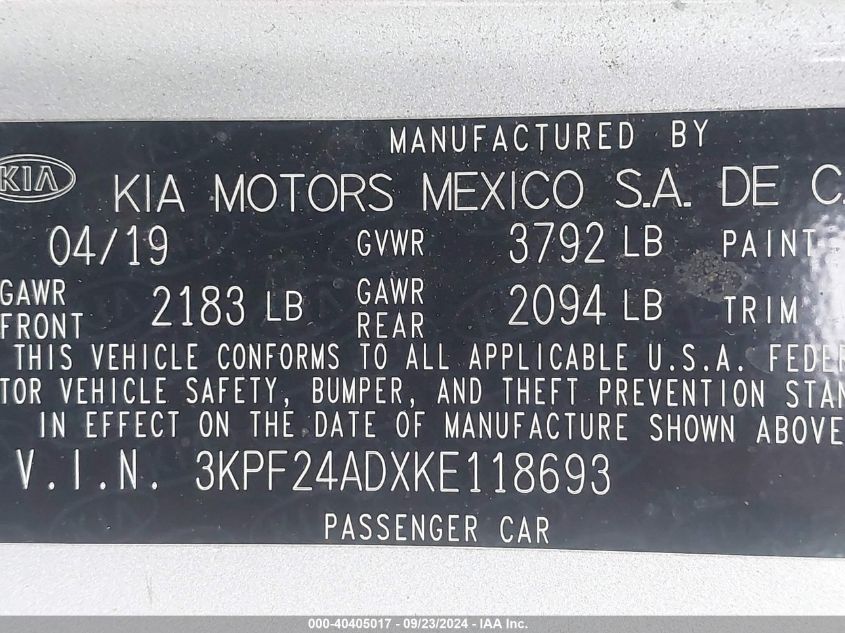 MANUFACTURED BY
KIA
KIA MOTORS MEXICO S.A. DE C.
04/19 GVWR 3792 LB PAINT
GAWR FRONT 2183 LB GAWR REAR 2094 LB TRIM
THIS VEHICLE CONFORMS TO ALL APPLICABLE U.S.A. FEDER
TOR VEHICLE SAFETY, BUMPER, AND THEFT PREVENTION STAN
IN EFFECT ON THE DATE OF MANUFACTURE SHOWN ABOVE
V.I.N. 3KPF24ADXKE118693
PASSENGER CAR
000-40405017 - 09/23/2024 - IAA Inc.